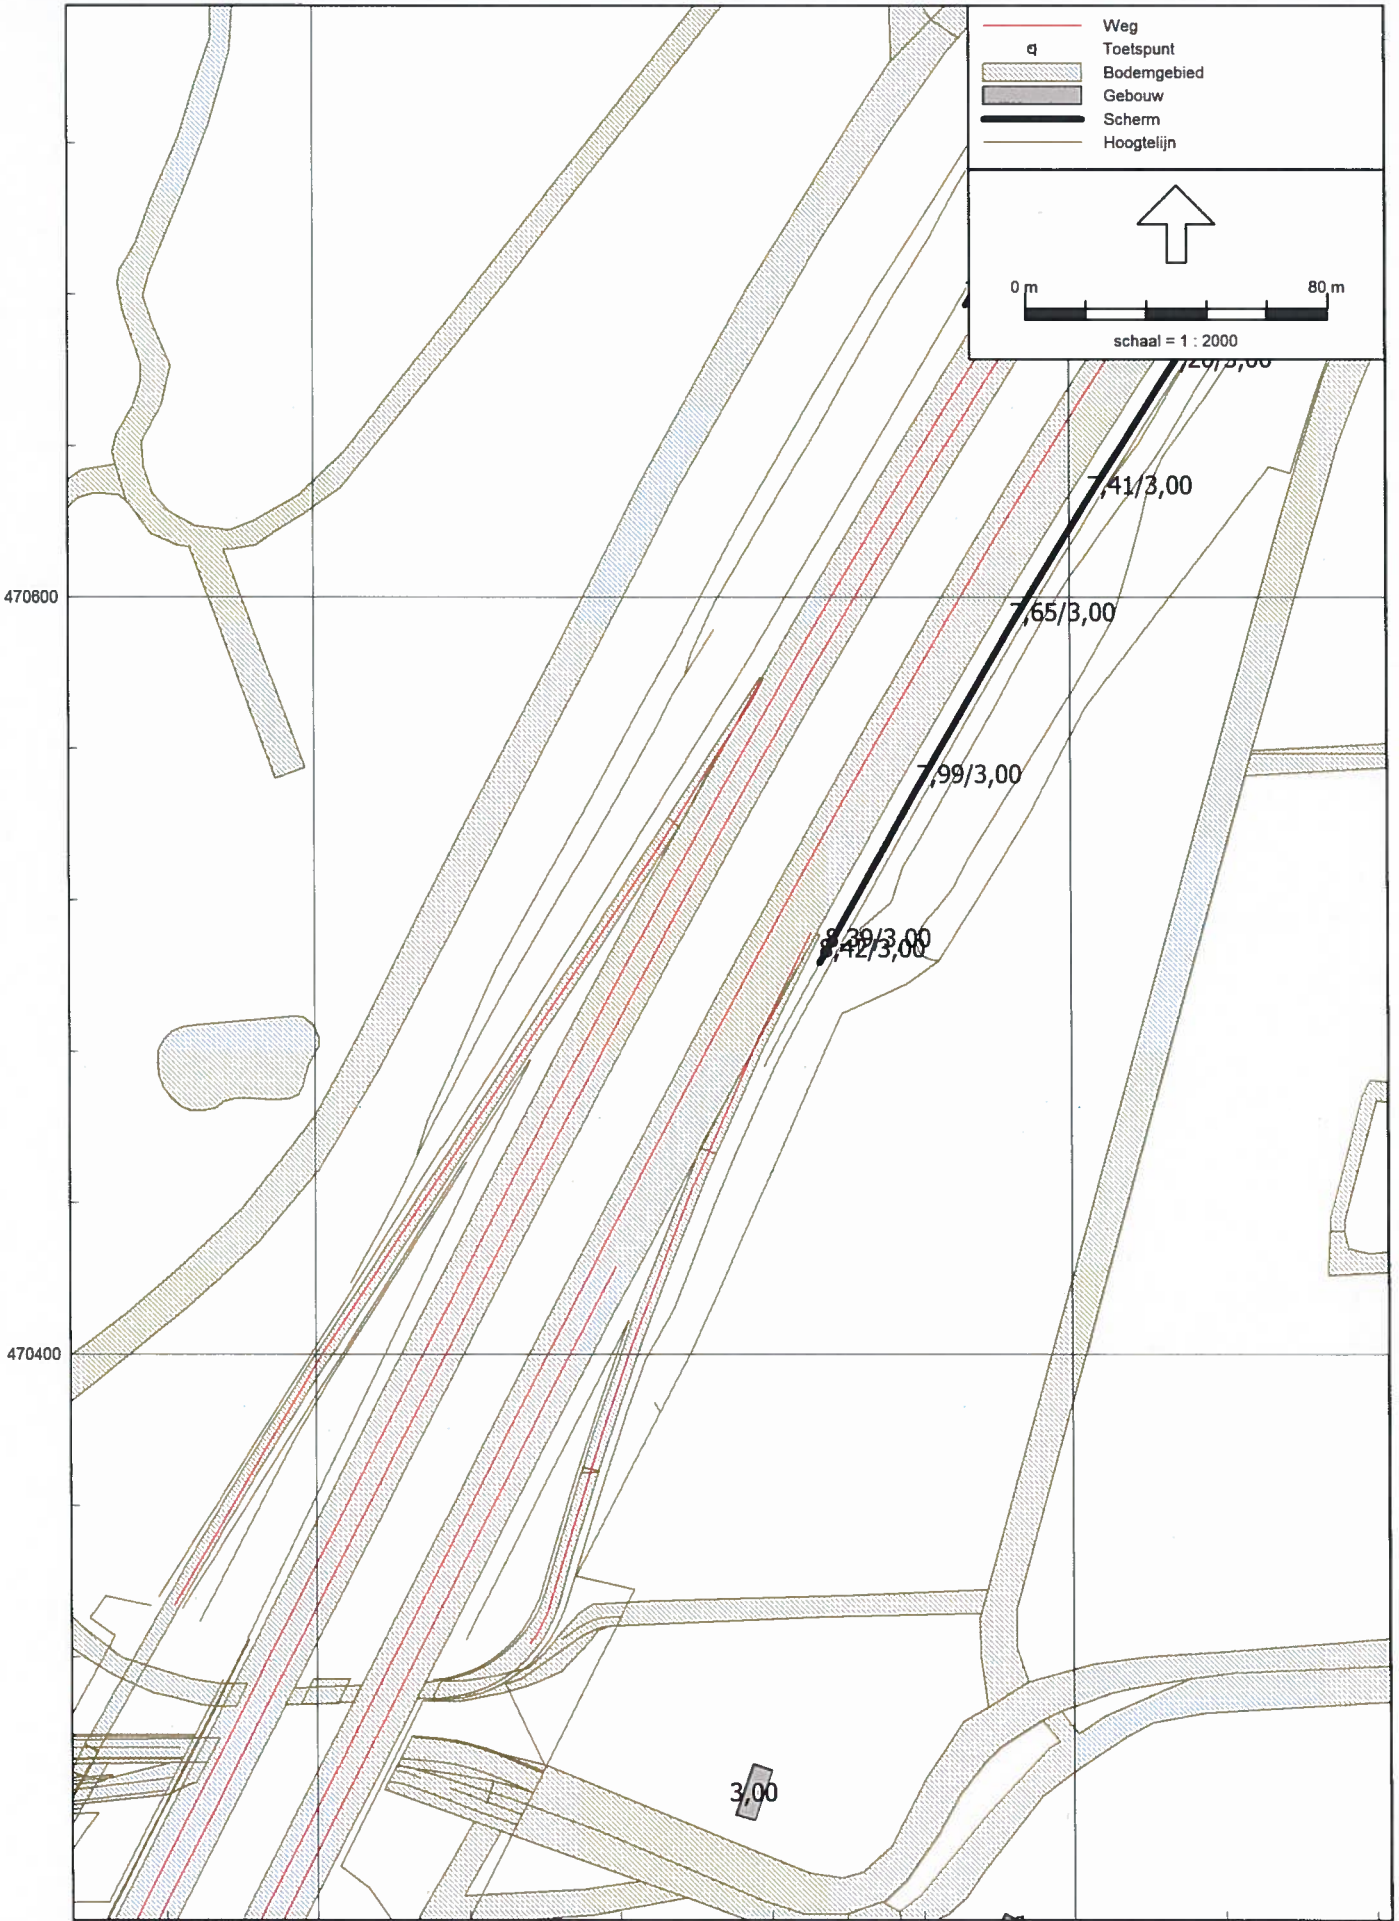 Weg
Toetspunt
Bodemgebied
Gebouw
Scherm
Hoogtelijn
0 m 80 m
schaal = 1 : 2000
7,41/3,00
470600
7,65/3,00
7,99/3,00
8,39/3,00
8,42/3,00
470400
3,00